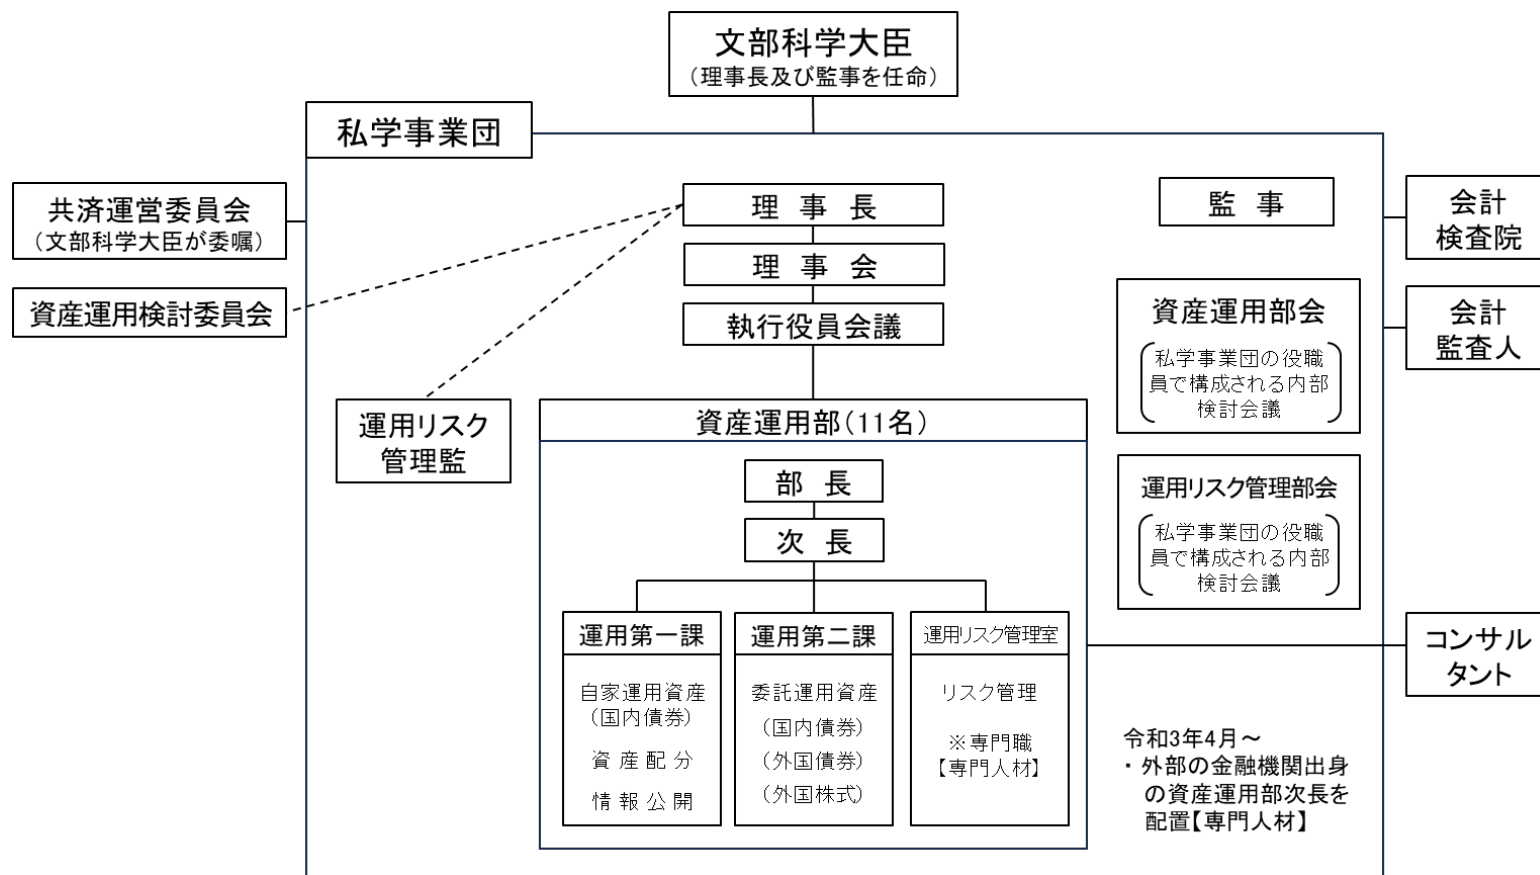 文部科学大臣
（理事長及び監事を任命）
私学事業団
共済運営委員会
（文部科学大臣が委嘱）
資産運用検討委員会
理 事 長
理 事 会
執行役員会議
監 事
会計
検査院
会計
監査人
資産運用部会
私学事業団の役職
員で構成される内部
検討会議
運用リスク管理部会
私学事業団の役職
員で構成される内部
検討会議
運用リスク
管理監
資産運用部（11名）
部 長
次 長
運用第一課
自家運用資産
（国内債券）
資 産 配 分
情 報 公 開
運用第二課
委託運用資産
（国内債券）
（外国債券）
（外国株式）
運用リスク管理室
リスク管理
※専門職
【専門人材】
コンサル
タント
令和3年4月～
・外部の金融機関出身
の資産運用部次長を
配置【専門人材】